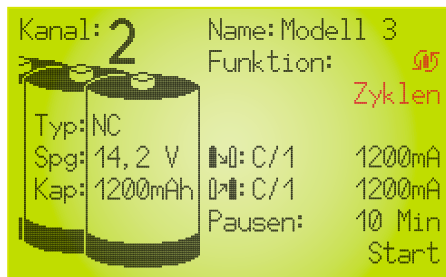 Kanal: 2
Name: Modell 3
Funktion:
Zyklen
Typ: NC
Spg: 14,2 V
C/1 1200mA
Kap: 1200mAh
C/1 1200mA
Pausen: 10 Min
Start